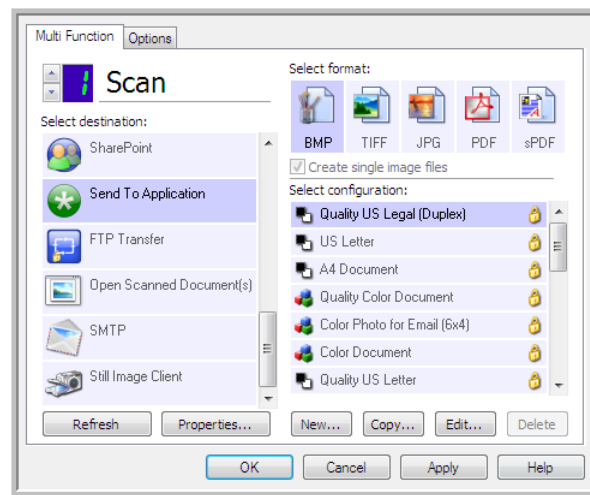 Multi Function
Options
1
Scan
Select destination:
SharePoint
Send To Application
FTP Transfer
Open Scanned Document(s)
SMTP
Still Image Client
Refresh
Properties...
Select format:
BMP
TIFF
JPG
PDF
sPDF
Create single image files
Select configuration:
Quality US Legal (Duplex)
US Letter
A4 Document
Quality Color Document
Color Photo for Email (6x4)
Color Document
Quality US Letter
New...
Copy...
Edit...
Delete
OK
Cancel
Apply
Help